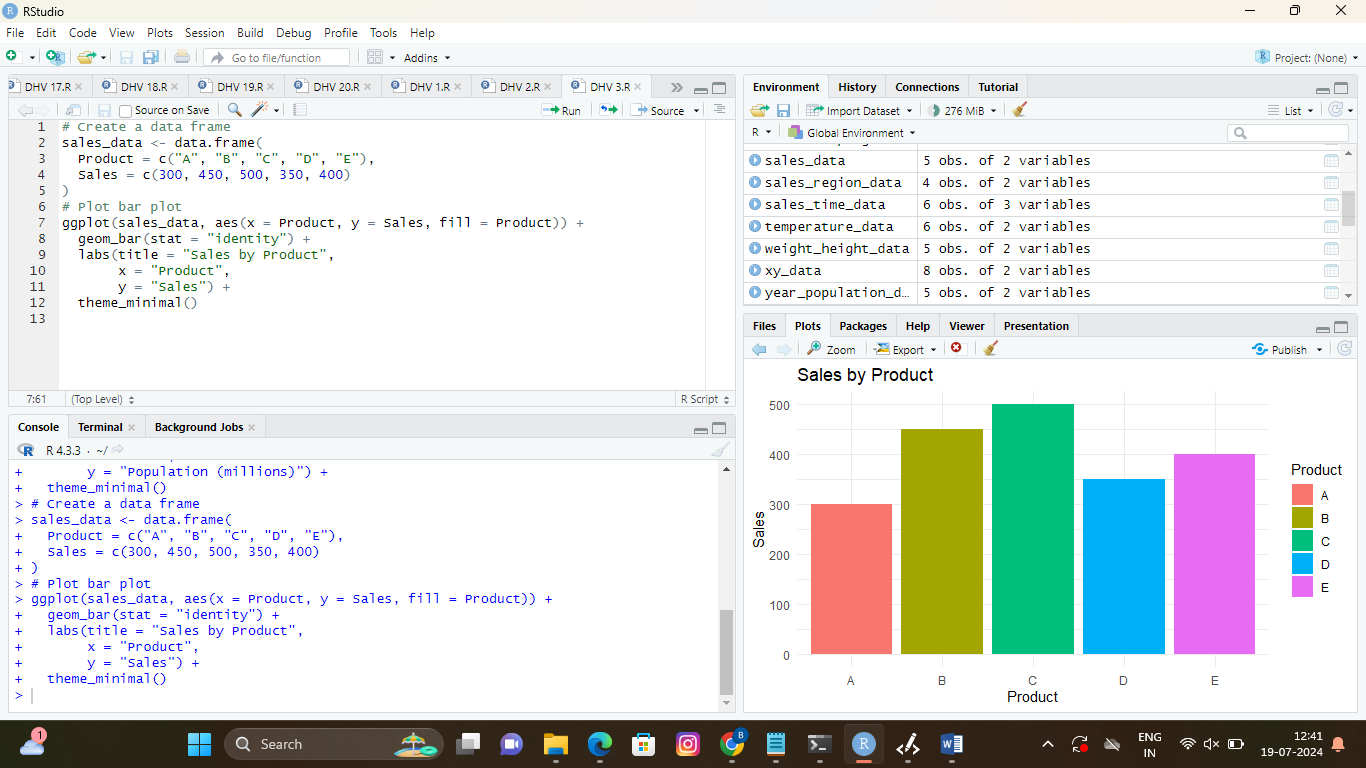 RStudio
File Edit Code View Plots Session Build Debug Profile Tools Help
Go to file/function Addins Project: (None)
DHV 17.R DHV 18.R DHV 19.R DHV 20.R DHV 1.R DHV 2.R DHV 3.R
Source on Save Run Source
1 # Create a data frame
2 sales_data <- data.frame(
3   Product = c("A", "B", "C", "D", "E"),
4   Sales = c(300, 450, 500, 350, 400)
5 )
6 # Plot bar plot
7 ggplot(sales_data, aes(x = Product, y = Sales, fill = Product)) +
8   geom_bar(stat = "identity") +
9   labs(title = "Sales by Product",
10        x = "Product",
11        y = "Sales") +
12   theme_minimal()
13
7:61 (Top Level) R Script
Console Terminal Background Jobs
R 4.3.3 · ~/
+        y = "Population (millions)") +
+   theme_minimal()
> # Create a data frame
> sales_data <- data.frame(
+   Product = c("A", "B", "C", "D", "E"),
+   Sales = c(300, 450, 500, 350, 400)
+ )
> # Plot bar plot
> ggplot(sales_data, aes(x = Product, y = Sales, fill = Product)) +
+   geom_bar(stat = "identity") +
+   labs(title = "Sales by Product",
+        x = "Product",
+        y = "Sales") +
+   theme_minimal()
>
Environment History Connections Tutorial
Import Dataset 276 MiB List
R Global Environment
sales_data 5 obs. of 2 variables
sales_region_data 4 obs. of 2 variables
sales_time_data 6 obs. of 3 variables
temperature_data 6 obs. of 2 variables
weight_height_data 5 obs. of 2 variables
xy_data 8 obs. of 2 variables
year_population_d… 5 obs. of 2 variables
Files Plots Packages Help Viewer Presentation
Zoom Export Publish
Sales by Product
500
400
300
200
100
0
Sales
A B C D E
Product
Product
A
B
C
D
E
1
Search
B
ENG
IN
12:41
19-07-2024